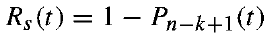 R_s(t) = 1 − P_{n−k+1}(t)